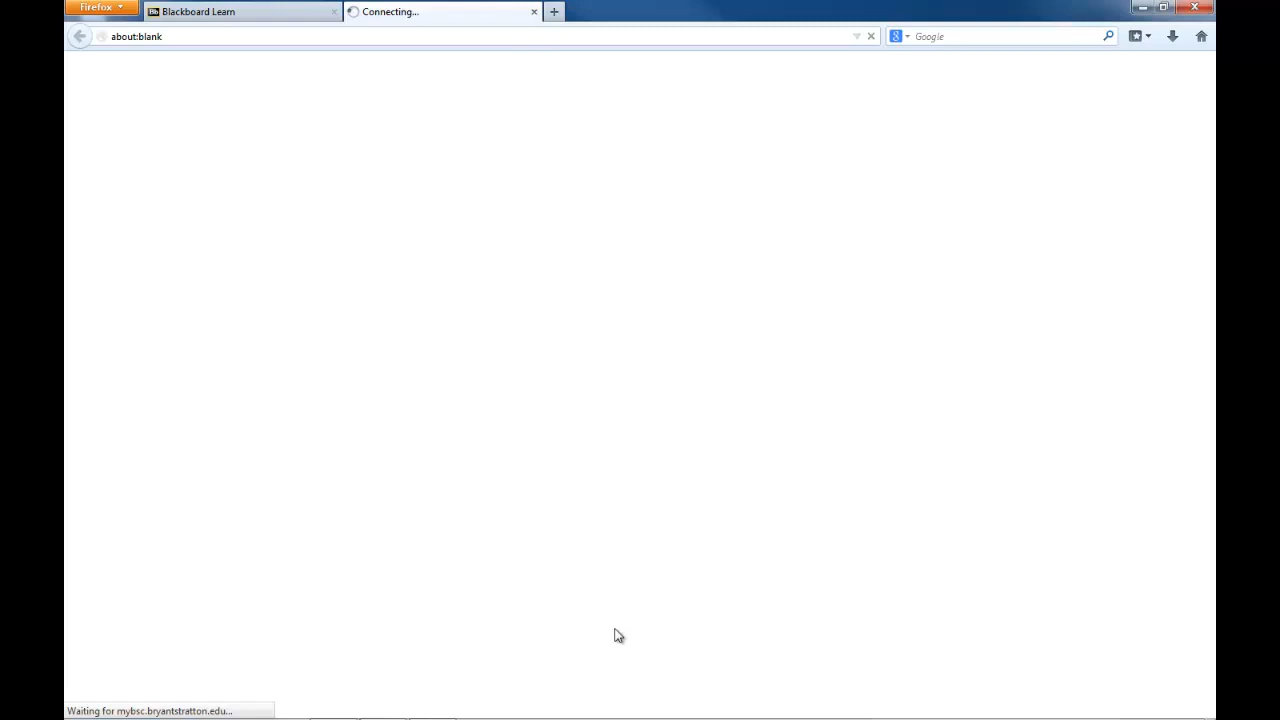 Firefox
Blackboard Learn
Connecting...
about:blank
Google
Waiting for mybsc.bryantstratton.edu...